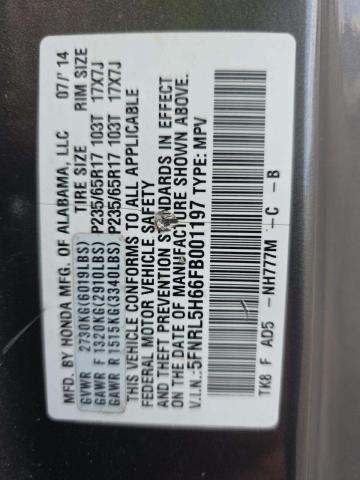 MFD. BY HONDA MFG. OF ALABAMA, LLC 07/'14
TIRE SIZE RIM SIZE
GVWR 2730KG(6019LBS)
GAWR F 1320KG(2910LBS) P235/65R17 103T 17X7J
GAWR R 1515KG(3340LBS) P235/65R17 103T 17X7J
THIS VEHICLE CONFORMS TO ALL APPLICABLE
FEDERAL MOTOR VEHICLE SAFETY
AND THEFT PREVENTION STANDARDS IN EFFECT
ON THE DATE OF MANUFACTURE SHOWN ABOVE.
V.I.N.:5FNRL5H66FB001197 TYPE: MPV
TK8 F AD5 -NH777M -C -B